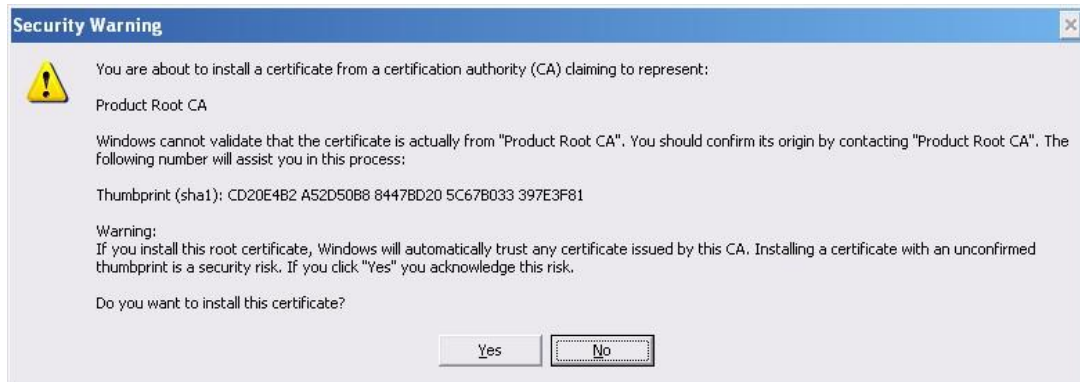 Security Warning
You are about to install a certificate from a certification authority (CA) claiming to represent:
Product Root CA
Windows cannot validate that the certificate is actually from "Product Root CA". You should confirm its origin by contacting "Product Root CA". The
following number will assist you in this process:
Thumbprint (sha1): CD20E4B2 A52D50B8 8447BD20 5C67B033 397E3F81
Warning:
If you install this root certificate, Windows will automatically trust any certificate issued by this CA. Installing a certificate with an unconfirmed
thumbprint is a security risk. If you click "Yes" you acknowledge this risk.
Do you want to install this certificate?
Yes No